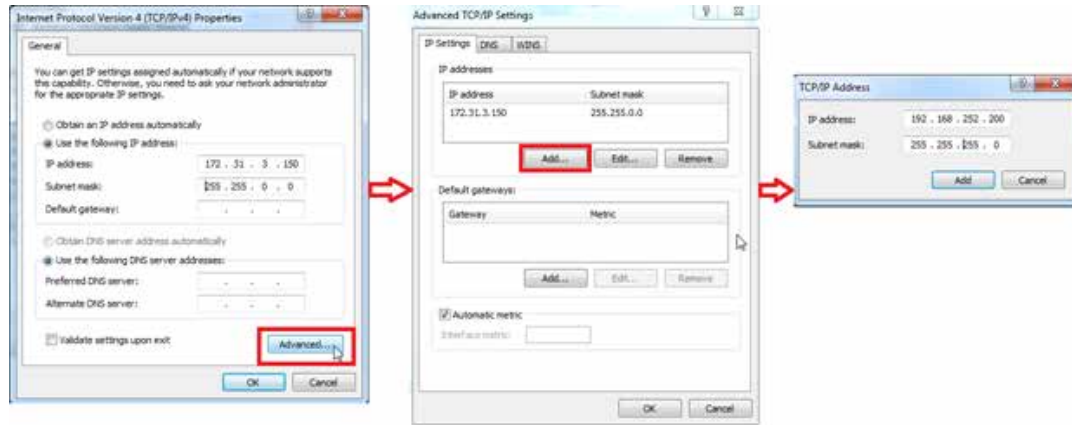 Internet Protocol Version 4 (TCP/IPv4) Properties
General
You can get IP settings assigned automatically if your network supports
this capability. Otherwise, you need to ask your network administrator
for the appropriate IP settings.
Obtain an IP address automatically
Use the following IP address:
IP address: 172 . 31 . 3 . 150
Subnet mask: 255 . 255 . 0 . 0
Default gateway: . . .
Obtain DNS server address automatically
Use the following DNS server addresses:
Preferred DNS server: . . .
Alternate DNS server: . . .
Validate settings upon exit
Advanced...
OK Cancel
Advanced TCP/IP Settings
IP Settings DNS WINS
IP addresses
IP address Subnet mask
172.31.3.150 255.255.0.0
Add... Edit... Remove
Default gateways:
Gateway Metric
Add... Edit... Remove
Automatic metric
Interface metric:
OK Cancel
TCP/IP Address
IP address: 192 . 168 . 252 . 200
Subnet mask: 255 . 255 . 255 . 0
Add Cancel